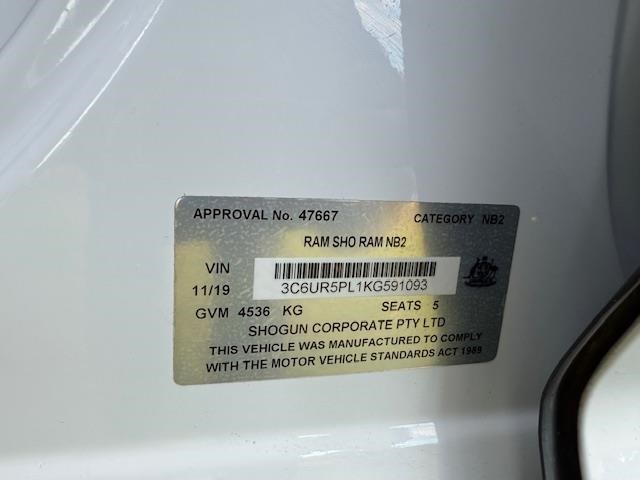 APPROVAL No. 47667 CATEGORY NB2
RAM SHO RAM NB2
VIN
11/19 3C6UR5PL1KG591093
GVM 4536 KG SEATS 5
SHOGUN CORPORATE PTY LTD
THIS VEHICLE WAS MANUFACTURED TO COMPLY
WITH THE MOTOR VEHICLE STANDARDS ACT 1989